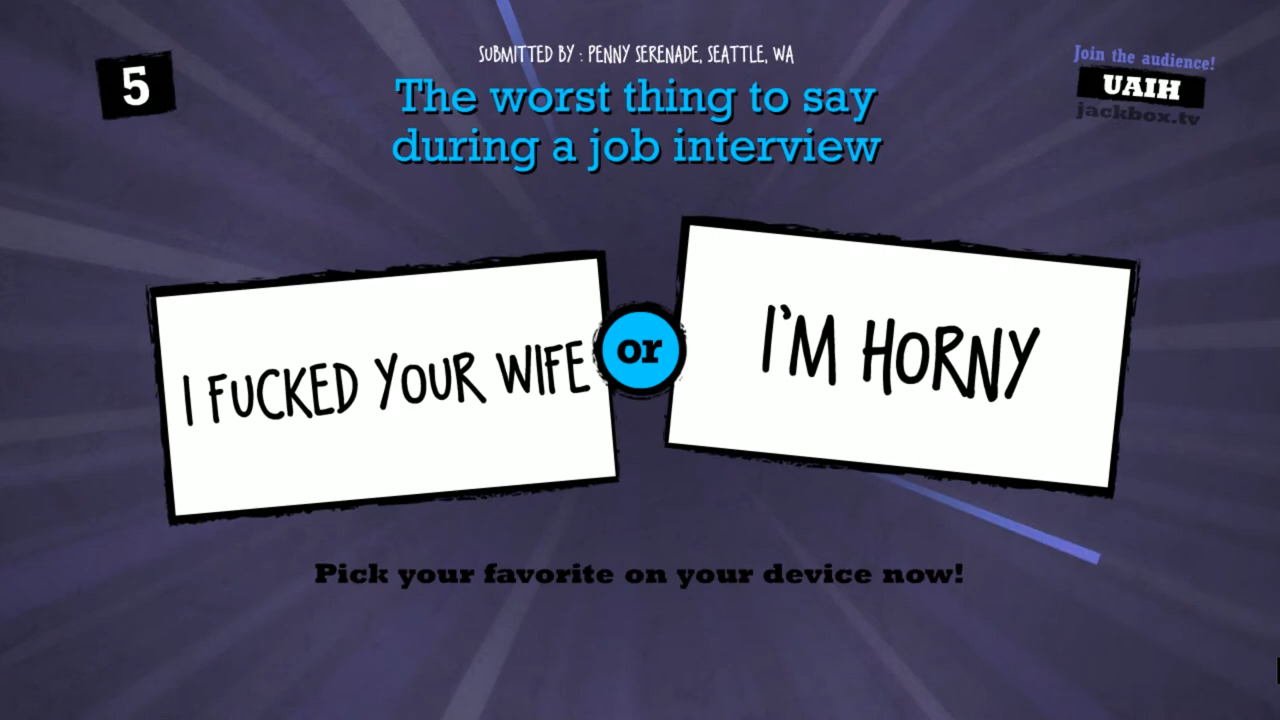 SUBMITTED BY : PENNY SERENADE, SEATTLE, WA
5
The worst thing to say
during a job interview
Join the audience!
UAIH
jackbox.tv
I FUCKED YOUR WIFE
or
I'M HORNY
Pick your favorite on your device now!